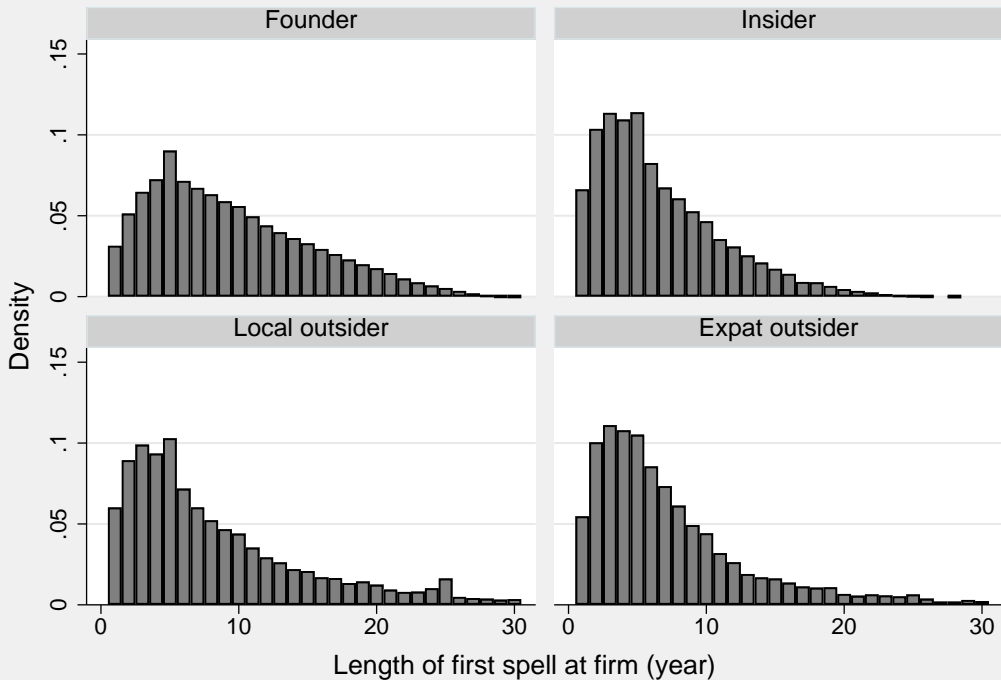 Founder
Insider
.15
.1
.05
0
Local outsider
Expat outsider
.15
.1
.05
0
0
10
20
30
0
10
20
30
Density
Length of first spell at firm (year)